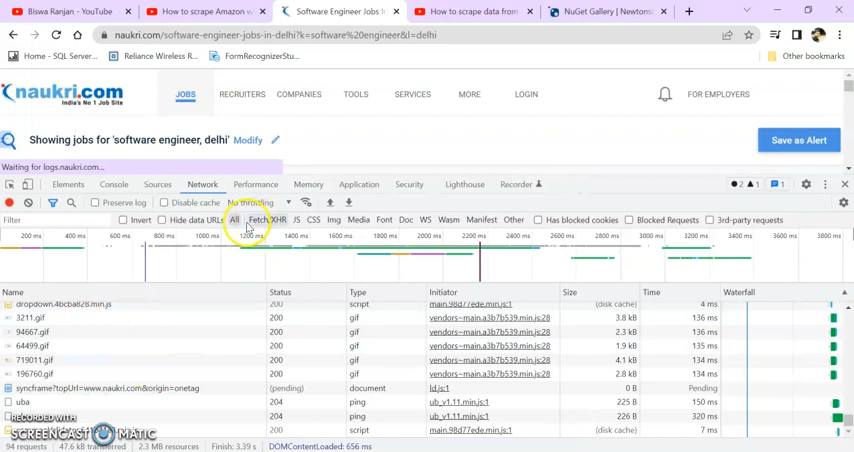 Biswa Ranjan - YouTube × How to scrape Amazon w × Software Engineer Jobs In × How to scrape data from × NuGet Gallery | Newtons ×
naukri.com/software-engineer-jobs-in-delhi?k=software%20engineer&l=delhi
Home - SQL Server... Reliance Wireless R... FormRecognizerStu... Other bookmarks
naukri.com JOBS RECRUITERS COMPANIES TOOLS SERVICES MORE LOGIN FOR EMPLOYERS
India's No 1 Job Site
Showing jobs for 'software engineer, delhi' Modify Save as Alert
Waiting for logs.naukri.com...
Elements Console Sources Network Performance Memory Application Security Lighthouse Recorder 2 1 1
Preserve log Disable cache No throttling
Filter Invert Hide data URLs All Fetch/XHR JS CSS Img Media Font Doc WS Wasm Manifest Other Has blocked cookies Blocked Requests 3rd-party requests
200 ms 400 ms 600 ms 800 ms 1000 ms 1200 ms 1400 ms 1600 ms 1800 ms 2000 ms 2200 ms 2400 ms 2600 ms 2800 ms 3000 ms 3200 ms 3400 ms 3600 ms 3800 ms
Name Status Type Initiator Size Time Waterfall
dropdown.4bcba828.min.js 200 script main.98d77ede.min.js:1 (disk cache) 4 ms
3211.gif 200 gif vendors~main.a3b7b530.min.js:28 3.8 kB 136 ms
94667.gif 200 gif vendors~main.a3b7b530.min.js:28 2.3 kB 136 ms
64499.gif 200 gif vendors~main.a3b7b530.min.js:28 1.9 kB 135 ms
719011.gif 200 gif vendors~main.a3b7b530.min.js:28 4.1 kB 134 ms
196760.gif 200 gif vendors~main.a3b7b530.min.js:28 2.8 kB 134 ms
syncframe?topUrl=www.naukri.com&origin=onetag (pending) document ld.js:1 0 B Pending
uba 204 ping ub_v1.11.min.js:1 225 B 150 ms
204 ping ub_v1.11.min.js:1 226 B 320 ms
200 script main.98d77ede.min.js:1 (disk cache) 7 ms
RECORDED WITH
SCREENCAST MATIC
94 requests 47.6 kB transferred 2.3 MB resources Finish: 3.39 s DOMContentLoaded: 656 ms